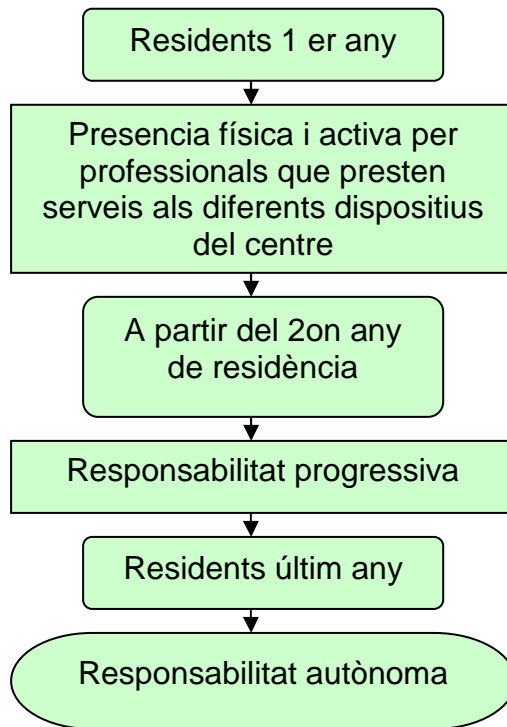 Residents 1 er any
Presencia física i activa per
professionals que presten
serveis als diferents dispositius
del centre
A partir del 2on any
de residència
Responsabilitat progressiva
Residents últim any
Responsabilitat autònoma